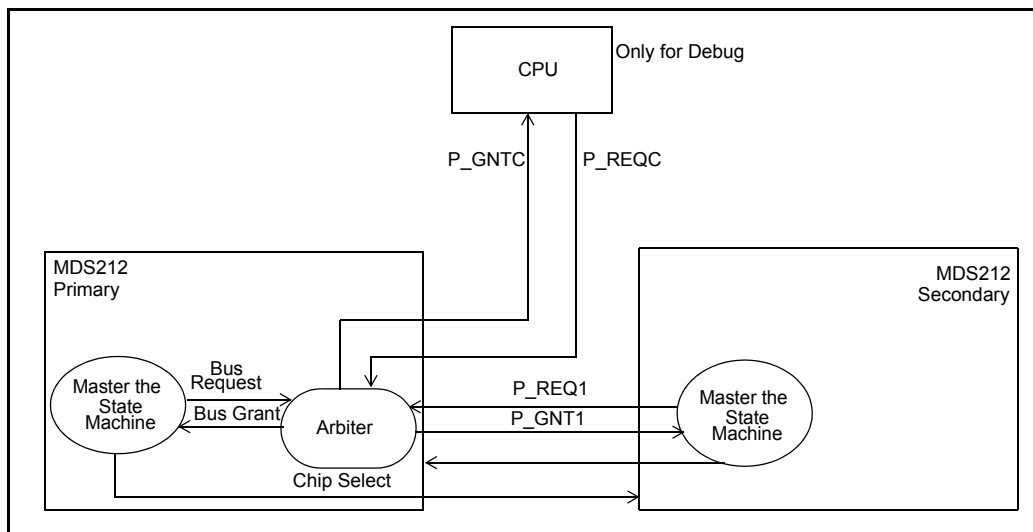 CPU
Only for Debug
P_GNTC
P_REQC
MDS212
Primary
MDS212
Secondary
Master the
State
Machine
Bus
Request
Bus Grant
Arbiter
Chip Select
P_REQ1
P_GNT1
Master the
State
Machine